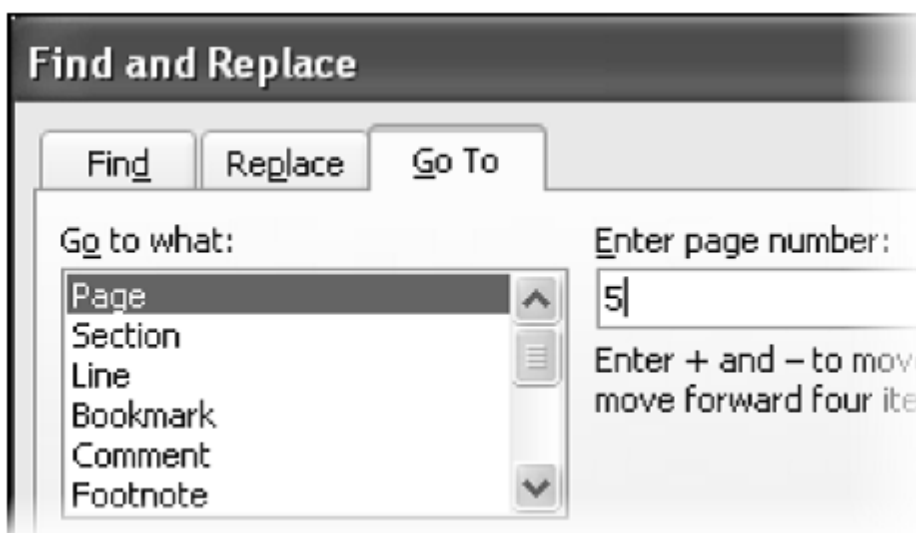 Find and Replace
Find Replace Go To
Go to what:
Page
Section
Line
Bookmark
Comment
Footnote
Enter page number:
5
Enter + and – to
move forward four